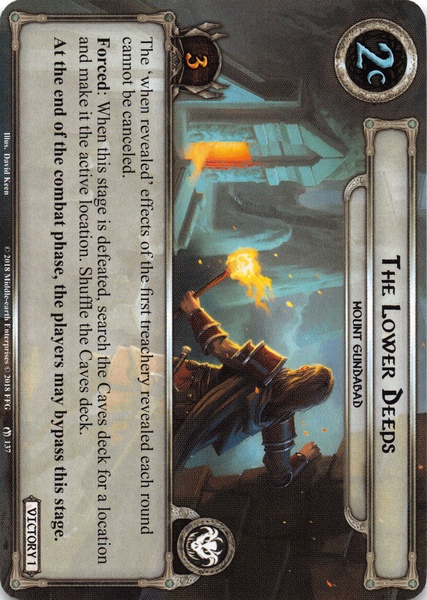 2C
THE LOWER DEEPS
MOUNT GUNDABAD
3
The 'when revealed' effects of the first treachery revealed each round
cannot be canceled.
Forced: When this stage is defeated, search the Caves deck for a location
and make it the active location. Shuffle the Caves deck.
At the end of the combat phase, the players may bypass this stage.
VICTORY 1
Illus. David Keen
© 2018 Middle-earth Enterprises © 2018 FFG
137